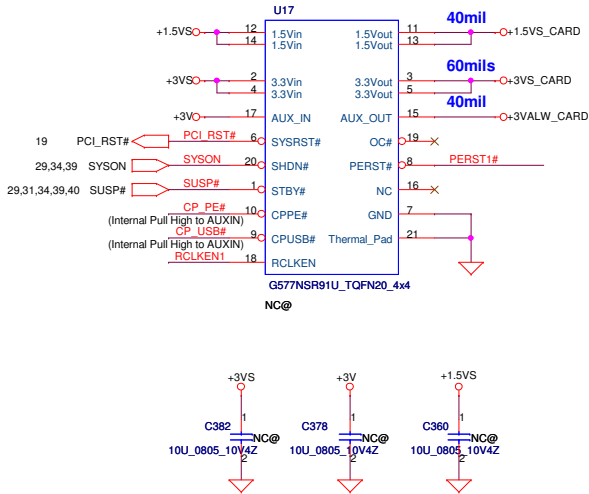 U17
40mil
+1.5VS 12 1.5Vin 1.5Vout 11 +1.5VS_CARD
14 1.5Vin 1.5Vout 13
60mils
+3VS 2 3.3Vin 3.3Vout 3 +3VS_CARD
4 3.3Vin 3.3Vout 5
40mil
+3V 17 AUX_IN AUX_OUT 15 +3VALW_CARD
19 PCI_RST# PCI_RST# 6 SYSRST# OC# 19
29,34,39 SYSON SYSON 20 SHDN# PERST# 8 PERST1#
29,31,34,39,40 SUSP# SUSP# 1 STBY# NC 16
CP_PE# 10 CPPE# GND 7
(Internal Pull High to AUXIN)
CP_USB# 9 CPUSB# Thermal_Pad 21
(Internal Pull High to AUXIN)
RCLKEN1 18 RCLKEN
G577NSR91U_TQFN20_4x4
NC@
+3VS +3V +1.5VS
1 1 1
C382 C378 C360
NC@ NC@ NC@
10U_0805_10V4Z 10U_0805_10V4Z 10U_0805_10V4Z
2 2 2